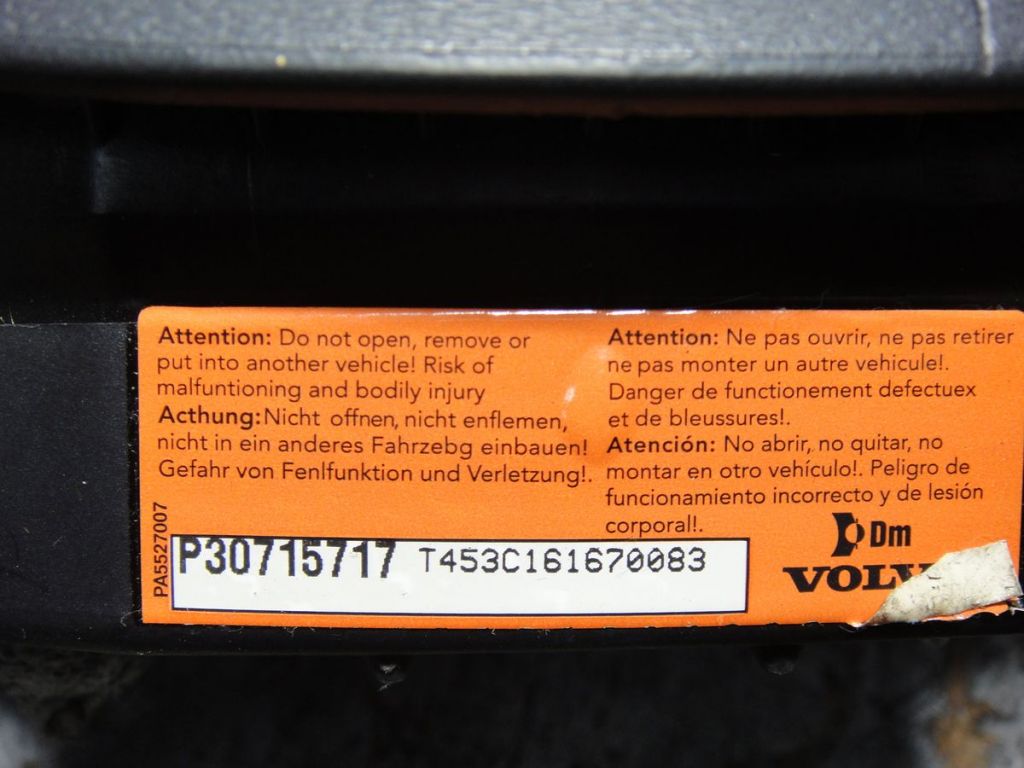 Attention: Do not open, remove or
put into another vehicle! Risk of
malfuntioning and bodily injury
Acthung:Nicht offnen, nicht enflemen,
nicht in ein anderes Fahrzebg einbauen!
Gefahr von Fenlfunktion und Verletzung!.
Attention: Ne pas ouvrir, ne pas retirer
ne pas monter un autre vehicule!.
Danger de functionement defectuex
et de bleussures!.
Atención: No abrir, no quitar, no
montar en otro vehículo!. Peligro de
funcionamiento incorrecto y de lesión
corporal!.
PA5527007
P30715717 T453C161670083
Dm